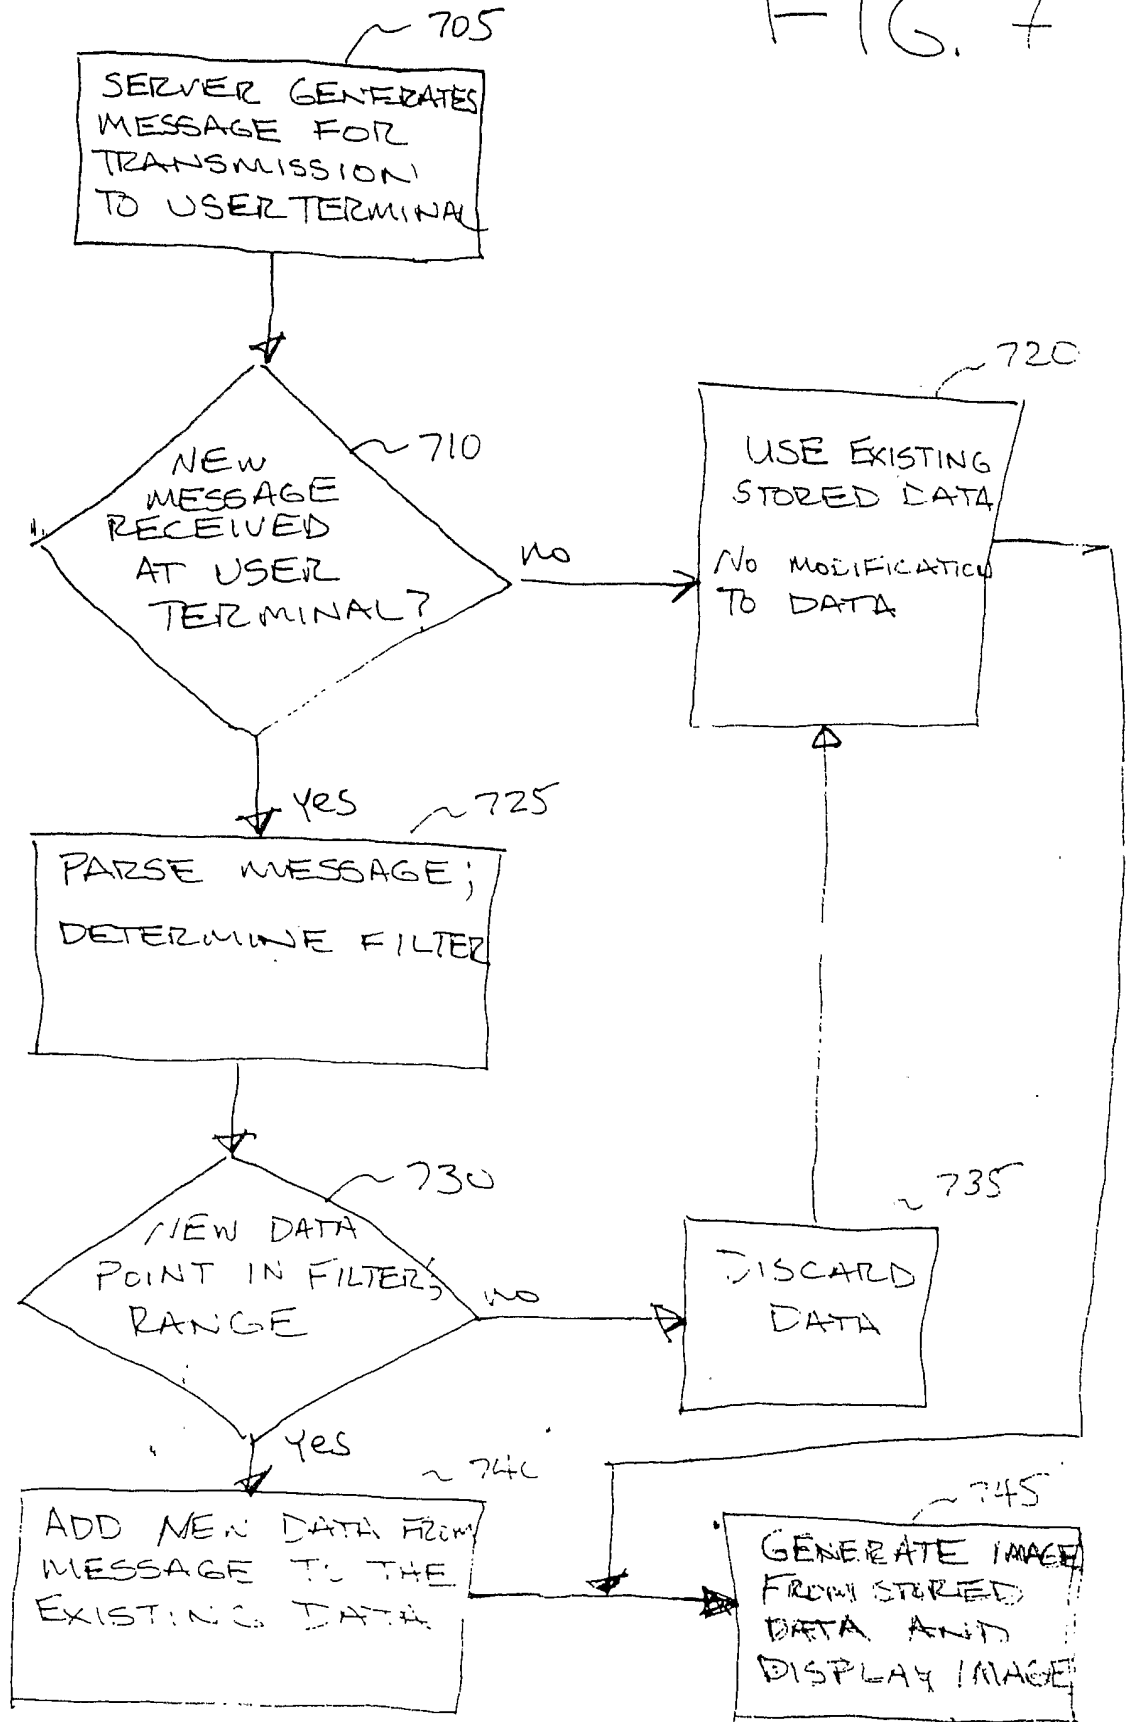 FIG. 7
705
SERVER GENERATES
MESSAGE FOR
TRANSMISSION
TO USER TERMINAL
710
NEW
MESSAGE
RECEIVED
AT USER
TERMINAL?
no
720
USE EXISTING
STORED DATA
NO MODIFICATION
TO DATA
yes
725
PARSE MESSAGE;
DETERMINE FILTER
730
NEW DATA
POINT IN FILTER'S
RANGE
no
735
DISCARD
DATA
yes
740
ADD NEW DATA FROM
MESSAGE TO THE
EXISTING DATA
745
GENERATE IMAGE
FROM STORED
DATA AND
DISPLAY IMAGE